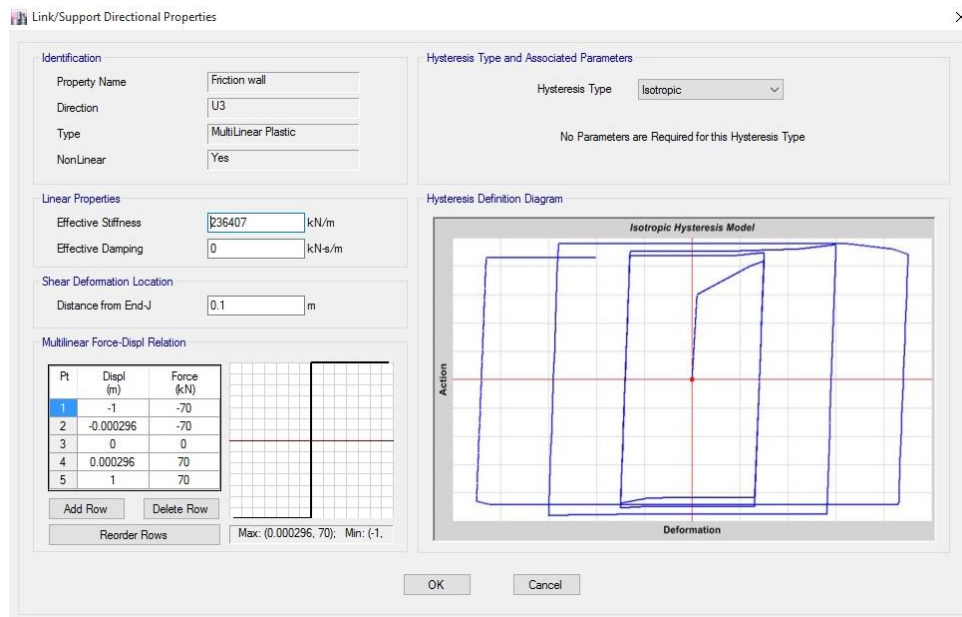 Link/Support Directional Properties
Identification
Property Name Friction wall
Direction U3
Type MultiLinear Plastic
NonLinear Yes
Hysteresis Type and Associated Parameters
Hysteresis Type Isotropic
No Parameters are Required for this Hysteresis Type
Linear Properties
Effective Stiffness 236407 kN/m
Effective Damping 0 kN-s/m
Shear Deformation Location
Distance from End-J 0.1 m
Multilinear Force-Displ Relation
Pt Displ (m) Force (kN)
1 -1 -70
2 -0.000296 -70
3 0 0
4 0.000296 70
5 1 70
Add Row Delete Row
Reorder Rows
Max: (0.000296, 70); Min: (-1,
Hysteresis Definition Diagram
Isotropic Hysteresis Model
Action
Deformation
OK Cancel